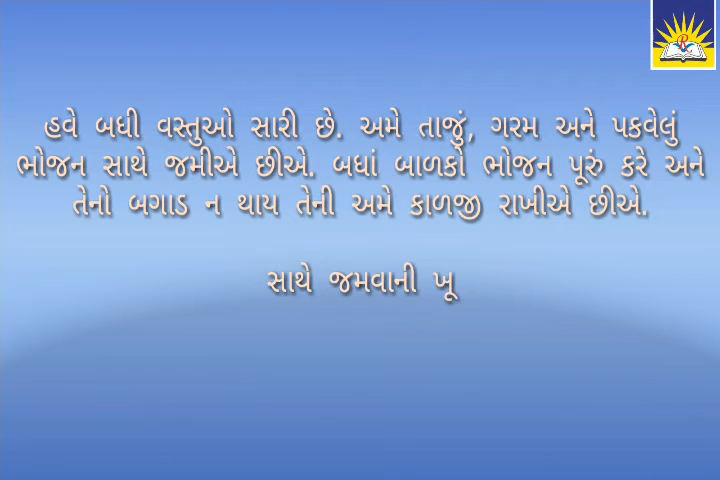 હવે બધી વસ્તુઓ સારી છે. અમે તાજું, ગરમ અને પકવેલું
ભોજન સાથે જમીએ છીએ. બધાં બાળકો ભોજન પૂરું કરે અને
તેનો બગાડ ન થાય તેની અમે કાળજી રાખીએ છીએ.
સાથે જમવાની ખૂ